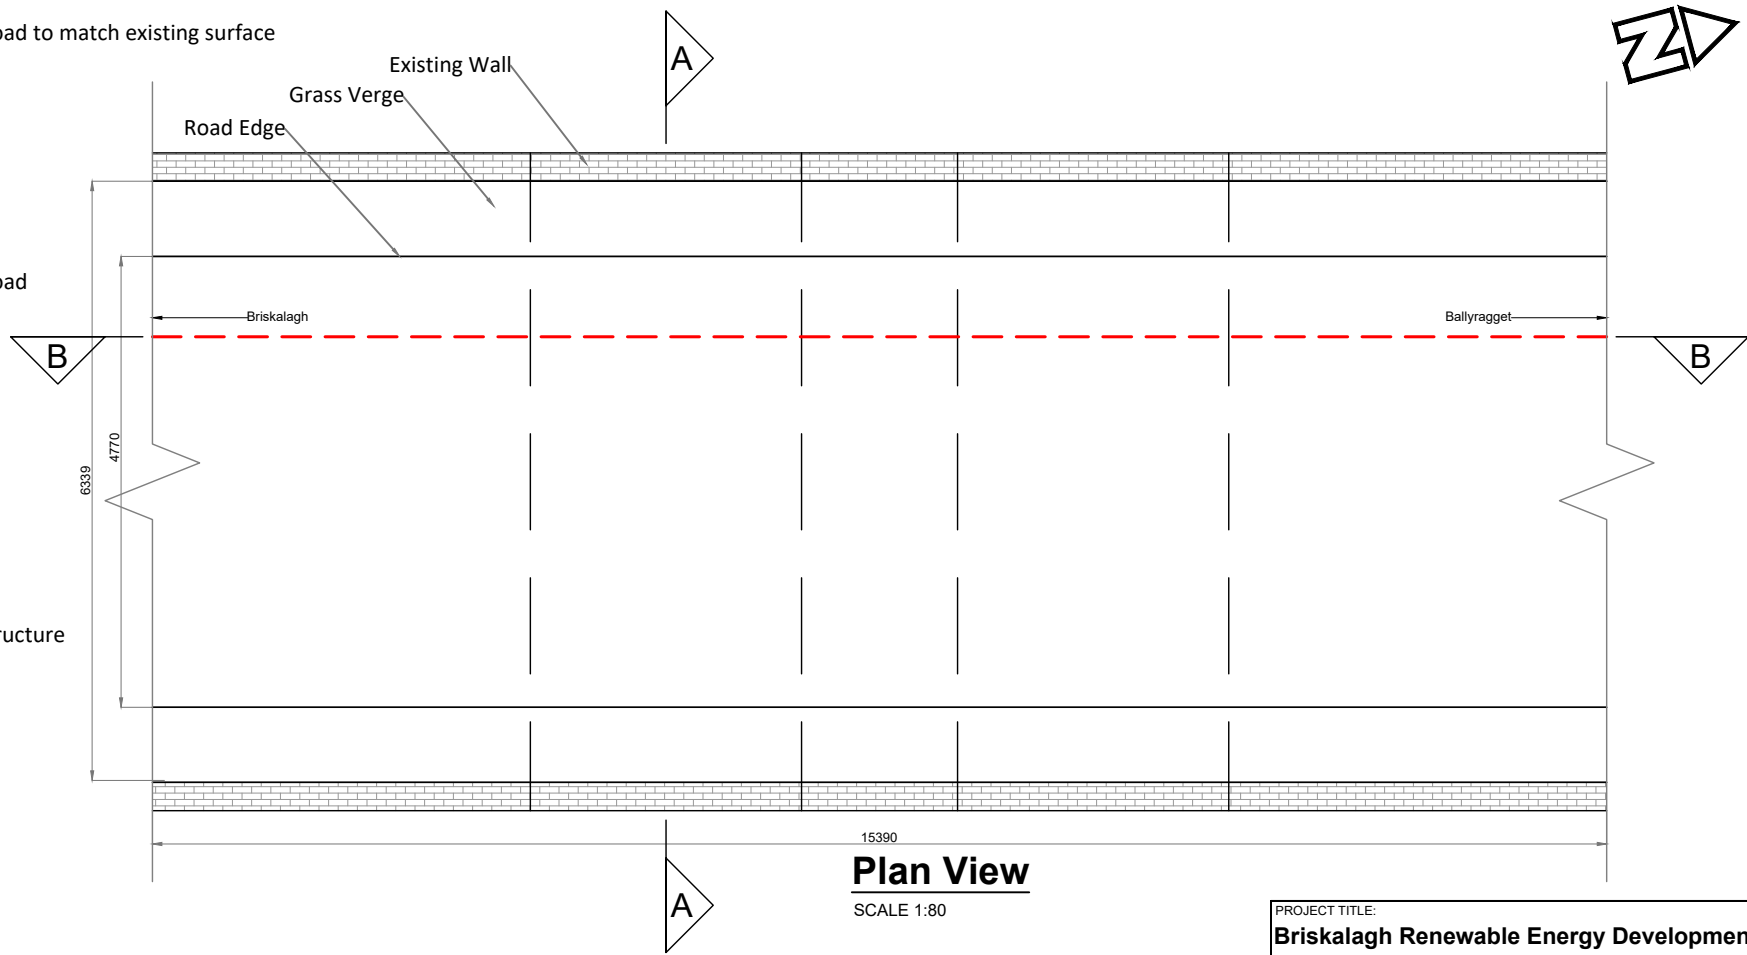 oad to match existing surface
A
Existing Wall
Grass Verge
Road Edge
oad
Briskalagh
Ballyragget
B
B
4770
6339
ructure
15390
Plan View
SCALE 1:80
A
PROJECT TITLE:
Briskalagh Renewable Energy Developmen